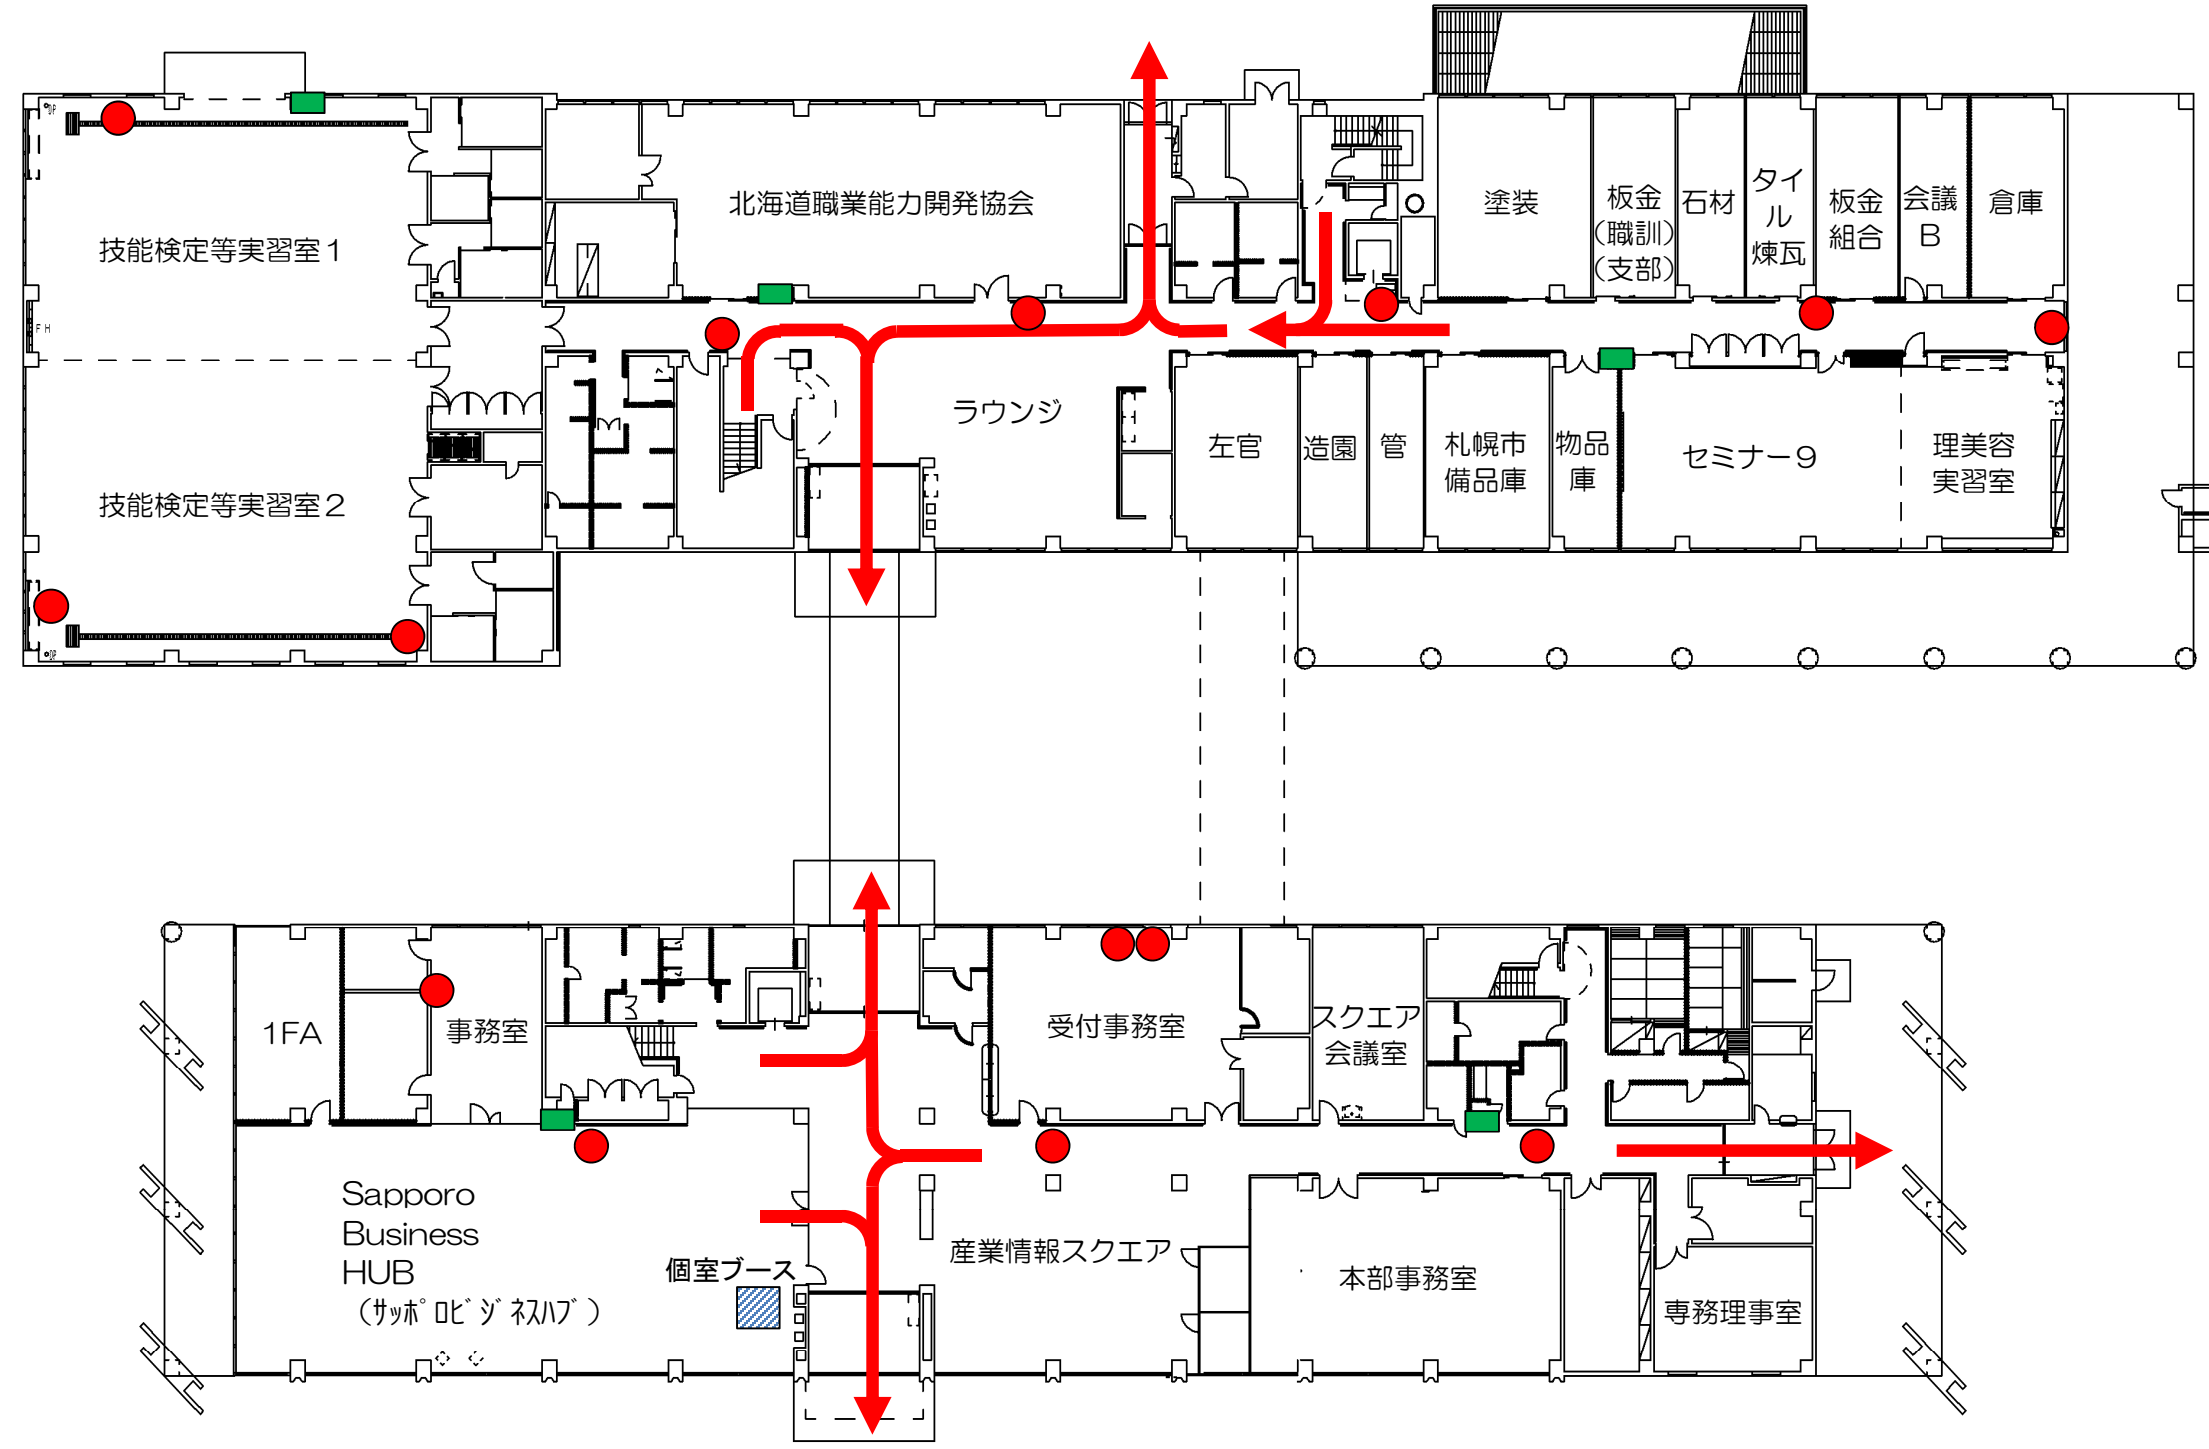 DP
技能検定等実習室1
FH
技能検定等実習室2
DP
北海道職業能力開発協会
ラウンジ
塗装
板金
(職訓)
(支部)
石材
タイ
ル
煉瓦
板金
組合
会議
B
倉庫
左官
造園
管
札幌市
備品庫
物品
庫
セミナー9
理美容
実習室
1FA
事務室
受付事務室
スクエア
会議室
Sapporo
Business
HUB
(サッポロビジネスハブ)
個室ブース
産業情報スクエア
本部事務室
専務理事室